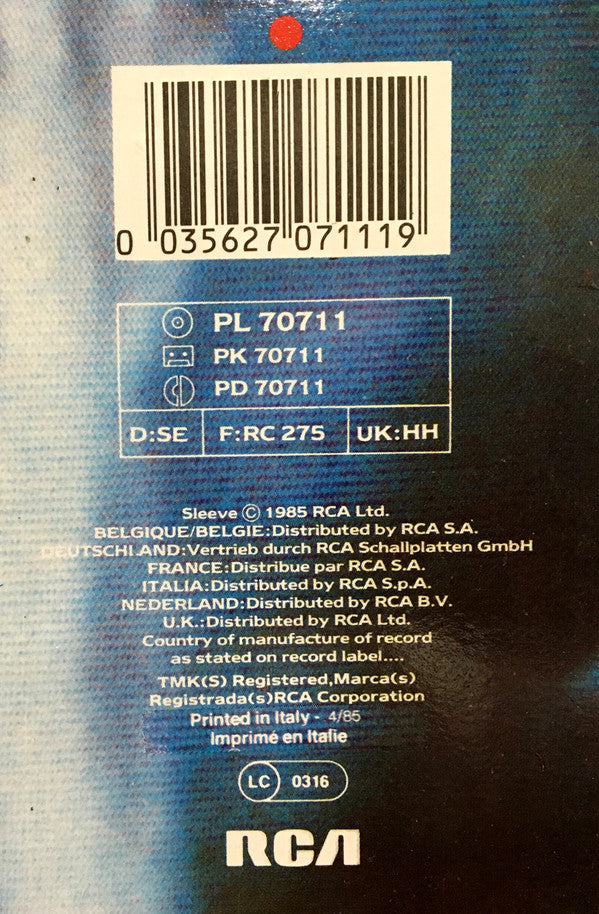 0 035627 071119
PL 70711
PK 70711
PD 70711
D:SE F:RC 275 UK:HH
Sleeve © 1985 RCA Ltd.
BELGIQUE/BELGIE:Distributed by RCA S.A.
DEUTSCHLAND:Vertrieb durch RCA Schallplatten GmbH
FRANCE:Distribue par RCA S.A.
ITALIA:Distributed by RCA S.p.A.
NEDERLAND:Distributed by RCA B.V.
U.K.:Distributed by RCA Ltd.
Country of manufacture of record
as stated on record label....
TMK(S) Registered,Marca(s)
Registrada(s)RCA Corporation
Printed in Italy - 4/85
Imprimé en Italie
LC 0316
RCA